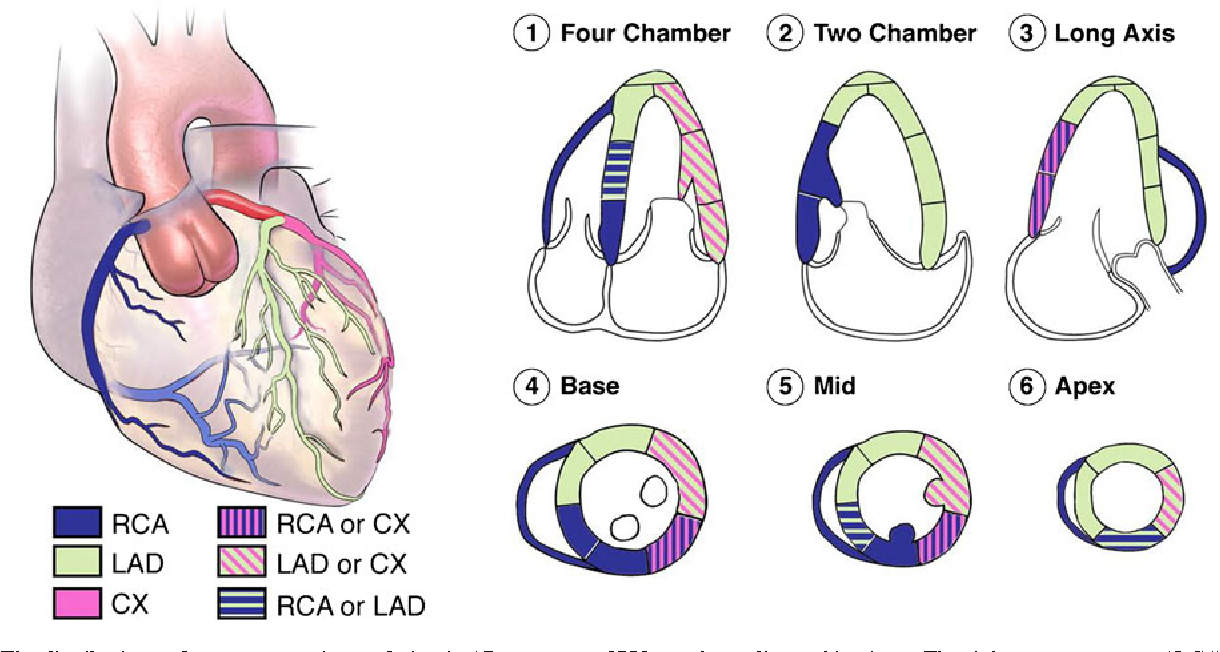 1 Four Chamber
2 Two Chamber
3 Long Axis
4 Base
5 Mid
6 Apex
RCA
RCA or CX
LAD
LAD or CX
CX
RCA or LAD